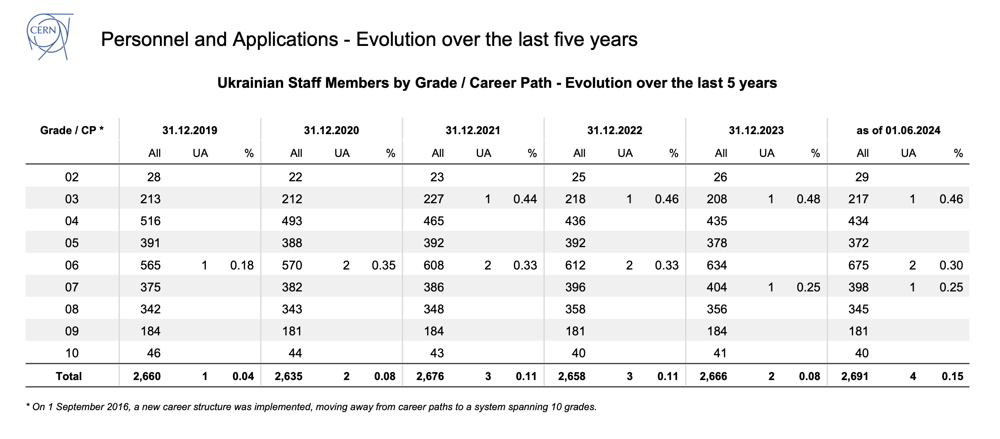 CERN
Personnel and Applications - Evolution over the last five years
Ukrainian Staff Members by Grade / Career Path - Evolution over the last 5 years
Grade / CP * 31.12.2019 31.12.2020 31.12.2021 31.12.2022 31.12.2023 as of 01.06.2024
All UA % All UA % All UA % All UA % All UA % All UA %
02 28 22 23 25 26 29
03 213 212 227 1 0.44 218 1 0.46 208 1 0.48 217 1 0.46
04 516 493 465 436 435 434
05 391 388 392 392 378 372
06 565 1 0.18 570 2 0.35 608 2 0.33 612 2 0.33 634 675 2 0.30
07 375 382 386 396 404 1 0.25 398 1 0.25
08 342 343 348 358 356 345
09 184 181 184 181 184 181
10 46 44 43 40 41 40
Total 2,660 1 0.04 2,635 2 0.08 2,676 3 0.11 2,658 3 0.11 2,666 2 0.08 2,691 4 0.15
* On 1 September 2016, a new career structure was implemented, moving away from career paths to a system spanning 10 grades.